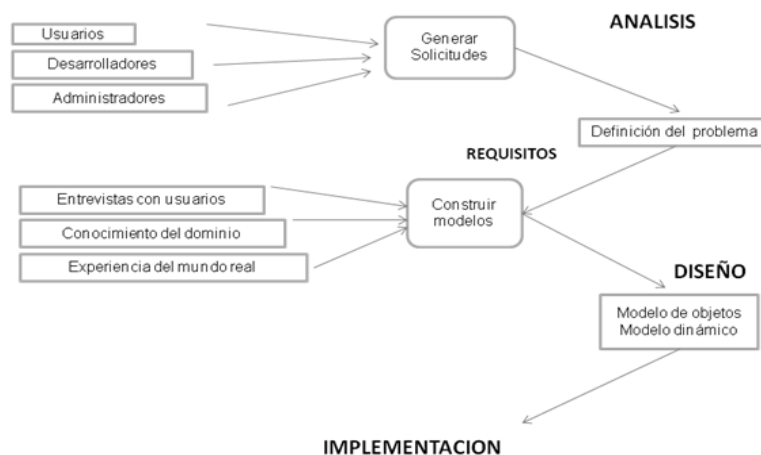 ANALISIS
Usuarios
Desarrolladores
Administradores
Generar
Solicitudes
Definición del problema
REQUISITOS
Entrevistas con usuarios
Conocimiento del dominio
Experiencia del mundo real
Construir
modelos
DISEÑO
Modelo de objetos
Modelo dinámico
IMPLEMENTACION